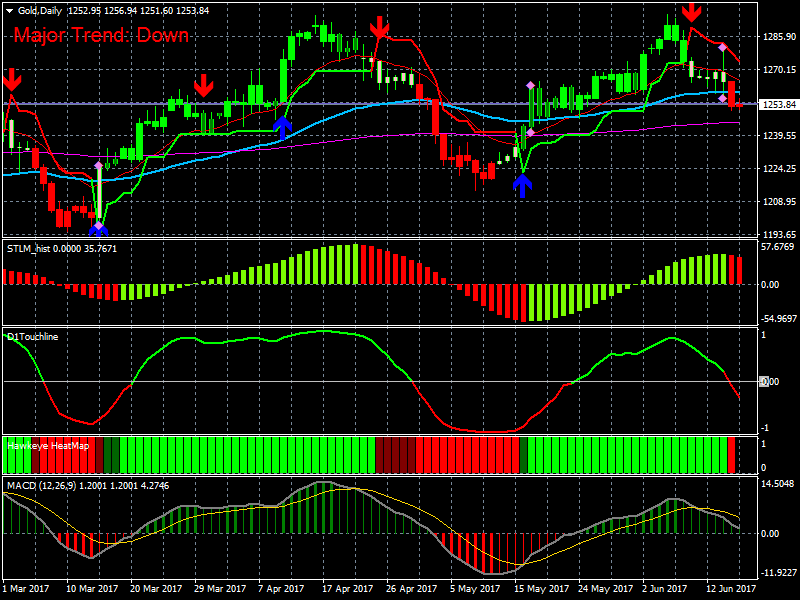 Gold,Daily 1252.95 1256.94 1251.60 1253.84
Major Trend: Down
1285.90
1270.15
1253.84
1239.55
1224.25
1208.95
1193.65
STLM_hist 0.0000 35.7671
57.6769
0.00
-54.9697
D1Touchline
1
0.00
-1
Hawkeye HeatMap
1
0
MACD (12,26,9) 1.2001 1.2001 4.2746
14.5048
0.00
-11.9227
1 Mar 2017 10 Mar 2017 20 Mar 2017 29 Mar 2017 7 Apr 2017 17 Apr 2017 26 Apr 2017 5 May 2017 15 May 2017 24 May 2017 2 Jun 2017 12 Jun 2017